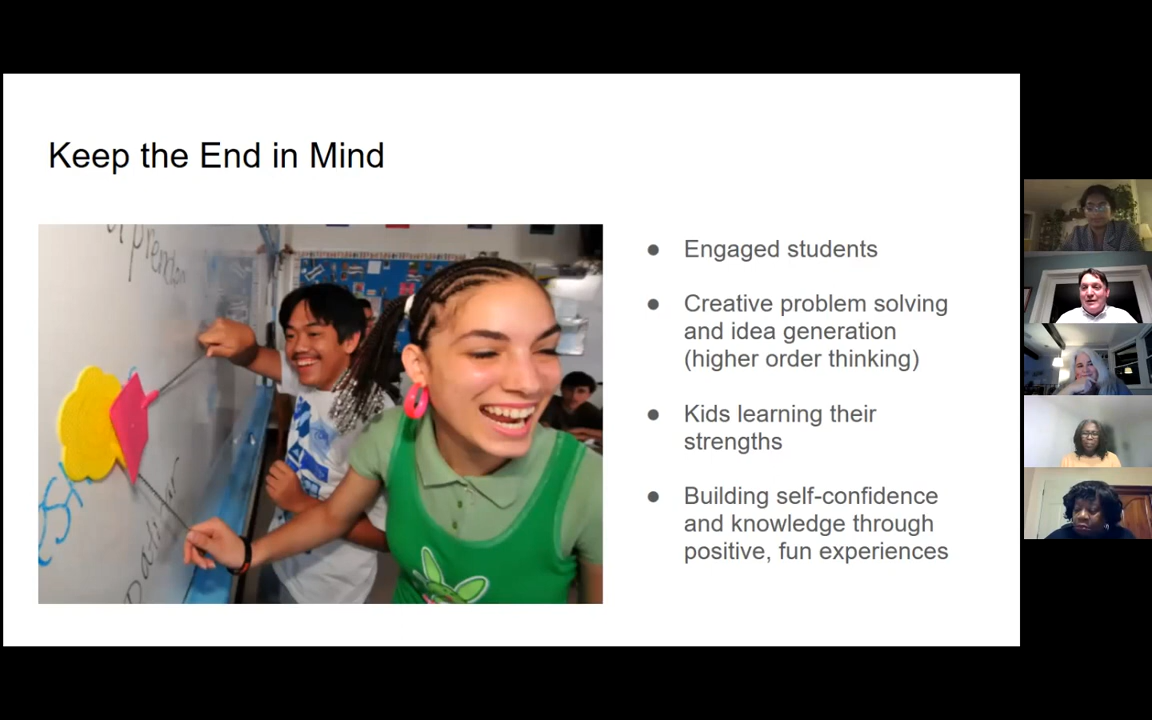 Keep the End in Mind
● Engaged students
● Creative problem solving
and idea generation
(higher order thinking)
● Kids learning their
strengths
● Building self-confidence
and knowledge through
positive, fun experiences